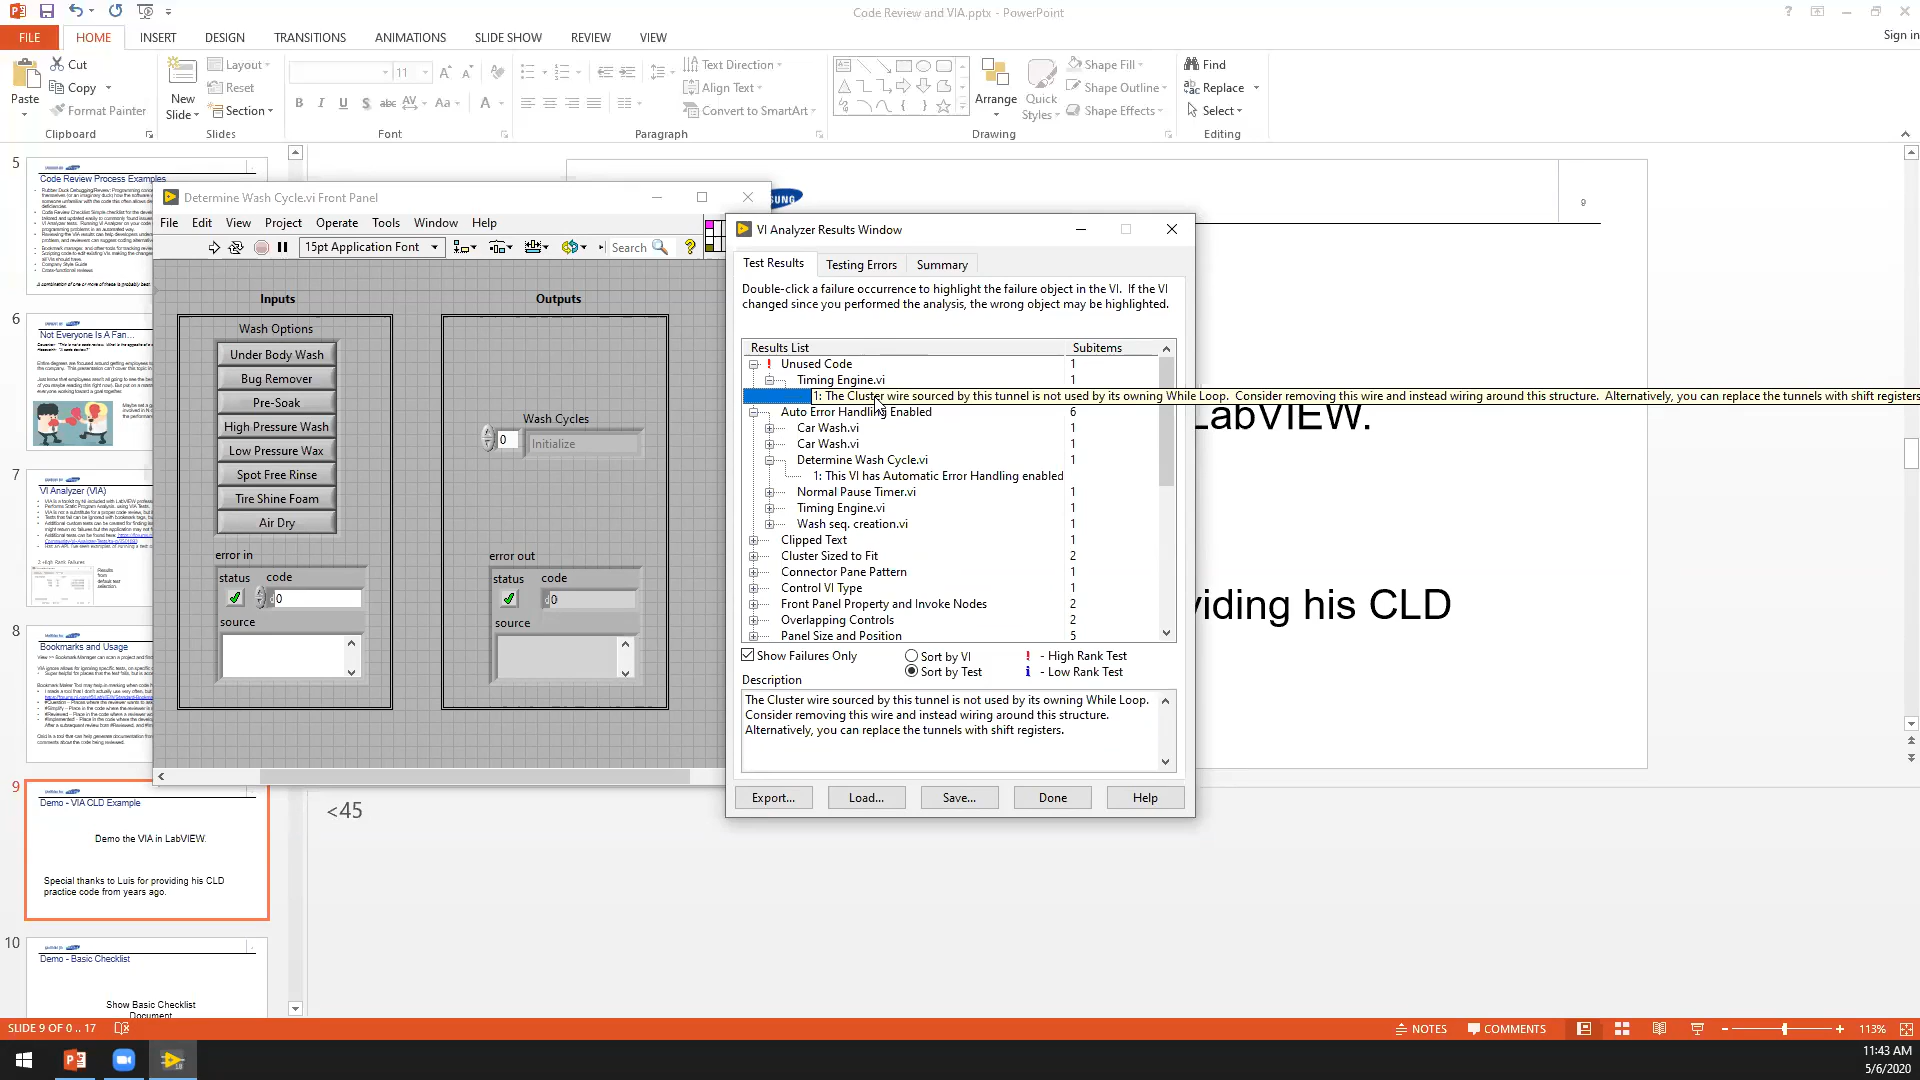 Code Review and VIA.pptx - PowerPoint
Sign in
FILE HOME INSERT DESIGN TRANSITIONS ANIMATIONS SLIDE SHOW REVIEW VIEW
Paste
Cut
Copy
Format Painter
Clipboard
New Slide
Layout
Reset
Section
Slides
11
Font
Text Direction
Align Text
Convert to SmartArt
Paragraph
Arrange
Quick Styles
Shape Fill
Shape Outline
Shape Effects
Drawing
Find
Replace
Select
Editing
5
Code Review Process Examples
6
Not Everyone Is A Fan...
7
VI Analyzer (VIA)
8
Bookmarks and Usage
9
Demo - VIA CLD Example
Demo the VIA in LabVIEW.
Special thanks to Luis for providing his CLD
practice code from years ago.
10
Demo - Basic Checklist
Show Basic Checklist
Document
Determine Wash Cycle.vi Front Panel
File Edit View Project Operate Tools Window Help
15pt Application Font
Search
Inputs
Outputs
Wash Options
Under Body Wash
Bug Remover
Pre-Soak
High Pressure Wash
Low Pressure Wax
Spot Free Rinse
Tire Shine Foam
Air Dry
Wash Cycles
0 Initialize
error in
status code
0
source
error out
status code
0
source
SUNG
9
LabVIEW.
viding his CLD
<45
VI Analyzer Results Window
Test Results Testing Errors Summary
Double-click a failure occurrence to highlight the failure object in the VI. If the VI
changed since you performed the analysis, the wrong object may be highlighted.
Results List Subitems
Unused Code 1
Timing Engine.vi 1
1: The Cluster wire sourced by this tunnel is not used by its owning While Loop. Consider removing this wire and instead wiring around this structure. Alternatively, you can replace the tunnels with shift registers
Auto Error Handling Enabled 6
Car Wash.vi 1
Car Wash.vi 1
Determine Wash Cycle.vi 1
1: This VI has Automatic Error Handling enabled
Normal Pause Timer.vi 1
Timing Engine.vi 1
Wash seq. creation.vi 1
Clipped Text 1
Cluster Sized to Fit 2
Connector Pane Pattern 1
Control VI Type 1
Front Panel Property and Invoke Nodes 2
Overlapping Controls 2
Panel Size and Position 5
Show Failures Only
Sort by VI
Sort by Test
! - High Rank Test
i - Low Rank Test
Description
The Cluster wire sourced by this tunnel is not used by its owning While Loop.
Consider removing this wire and instead wiring around this structure.
Alternatively, you can replace the tunnels with shift registers.
Export... Load... Save... Done Help
SLIDE 9 OF 0 .. 17
NOTES COMMENTS 113%
11:43 AM
5/6/2020